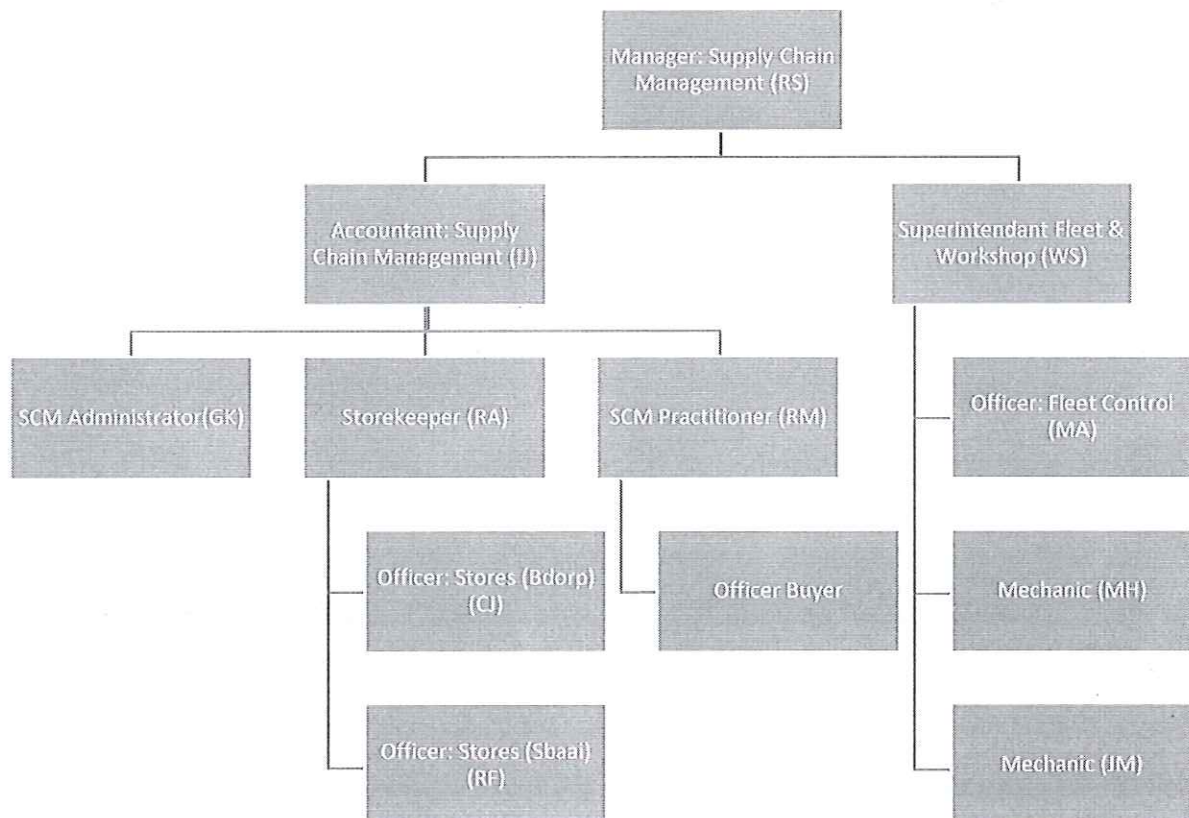 Manager: Supply Chain
Management (RS)
Accountant: Supply
Chain Management (IJ)
Superintendant Fleet &
Workshop (WS)
SCM Administrator(GK)
Storekeeper (RA)
SCM Practitioner (RM)
Officer: Fleet Control
(MA)
Officer: Stores (Bdorp)
(CJ)
Officer Buyer
Mechanic (MH)
Officer: Stores (Sbaai)
(RF)
Mechanic (JM)